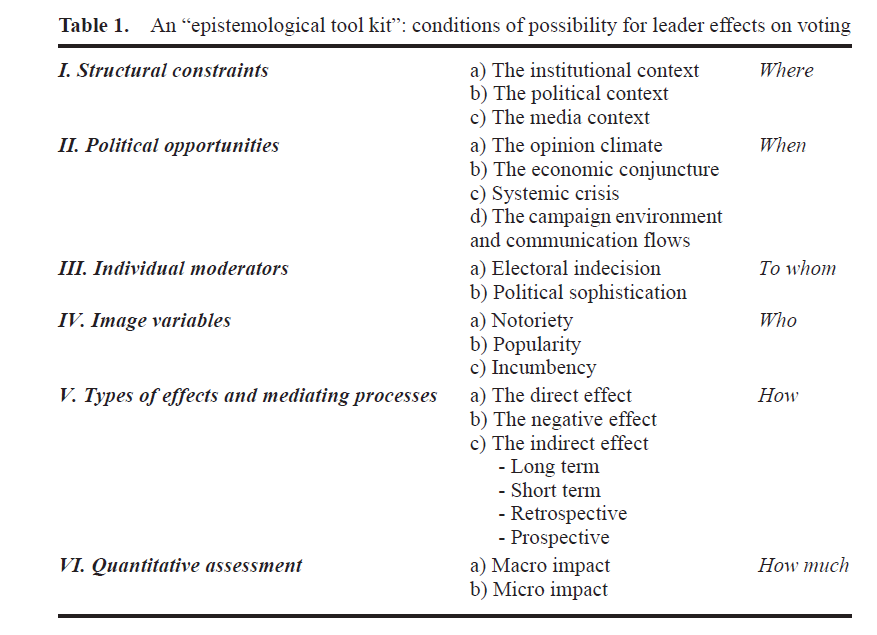 Table 1. An “epistemological tool kit”: conditions of possibility for leader effects on voting
I. Structural constraints a) The institutional context Where
b) The political context
c) The media context
II. Political opportunities a) The opinion climate When
b) The economic conjuncture
c) Systemic crisis
d) The campaign environment
and communication flows
III. Individual moderators a) Electoral indecision To whom
b) Political sophistication
IV. Image variables a) Notoriety Who
b) Popularity
c) Incumbency
V. Types of effects and mediating processes a) The direct effect How
b) The negative effect
c) The indirect effect
- Long term
- Short term
- Retrospective
- Prospective
VI. Quantitative assessment a) Macro impact How much
b) Micro impact